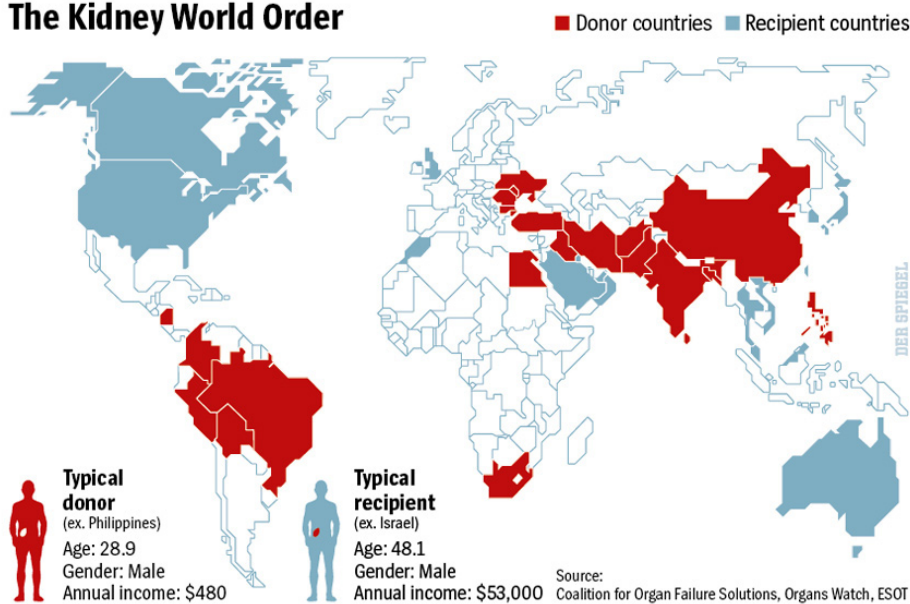 The Kidney World Order
Donor countries
Recipient countries
DER SPIEGEL
Typical
donor
(ex. Philippines)
Age: 28.9
Gender: Male
Annual income: $480
Typical
recipient
(ex. Israel)
Age: 48.1
Gender: Male
Annual income: $53,000
Source:
Coalition for Organ Failure Solutions, Organs Watch, ESOT